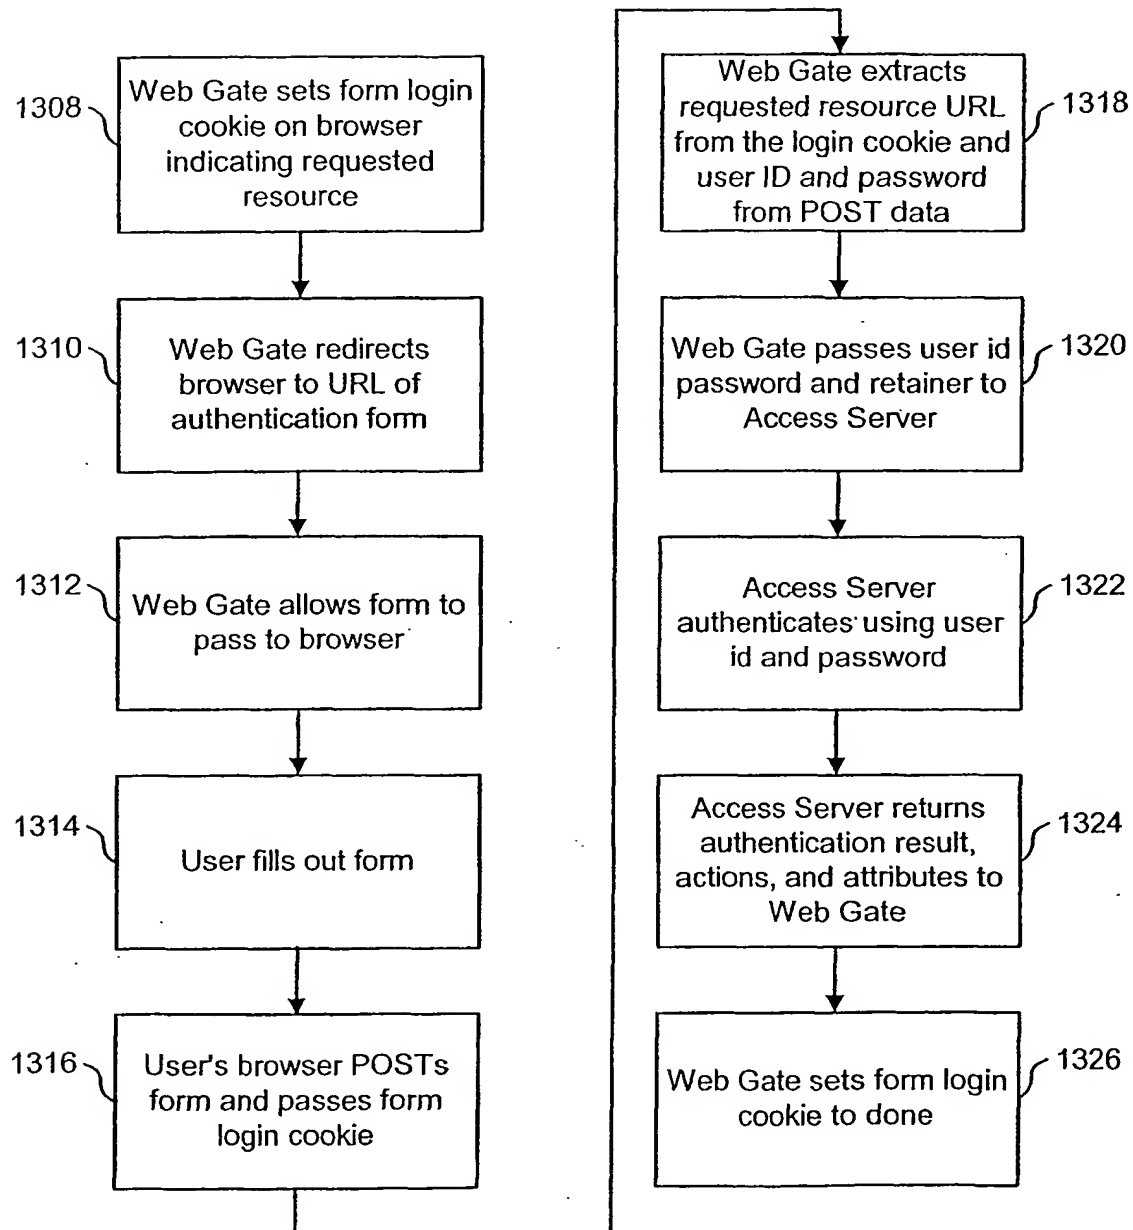 1308
Web Gate sets form login
cookie on browser
indicating requested
resource
1310
Web Gate redirects
browser to URL of
authentication form
1312
Web Gate allows form to
pass to browser
1314
User fills out form
1316
User's browser POSTs
form and passes form
login cookie
Web Gate extracts
requested resource URL
from the login cookie and
user ID and password
from POST data
1318
Web Gate passes user id
password and retainer to
Access Server
1320
Access Server
authenticates using user
id and password
1322
Access Server returns
authentication result,
actions, and attributes to
Web Gate
1324
Web Gate sets form login
cookie to done
1326